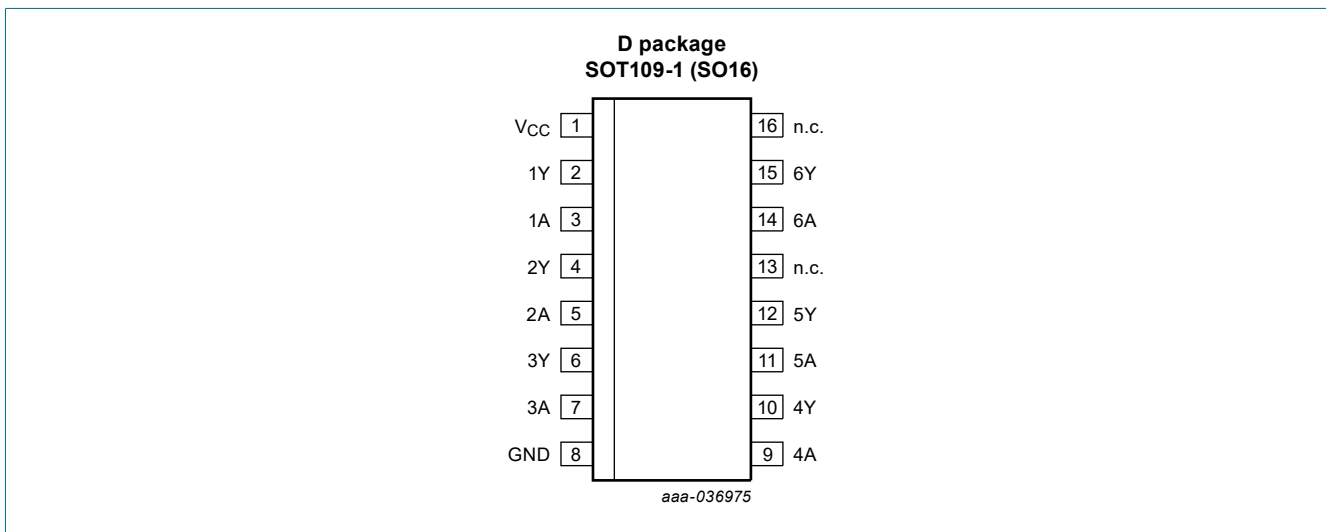 D package
SOT109-1 (SO16)
VCC 1 16 n.c.
1Y 2 15 6Y
1A 3 14 6A
2Y 4 13 n.c.
2A 5 12 5Y
3Y 6 11 5A
3A 7 10 4Y
GND 8 9 4A
aaa-036975